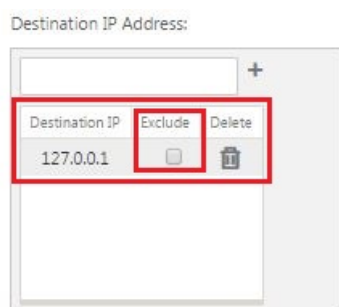 Destination IP Address:
+
Destination IP Exclude Delete
127.0.0.1